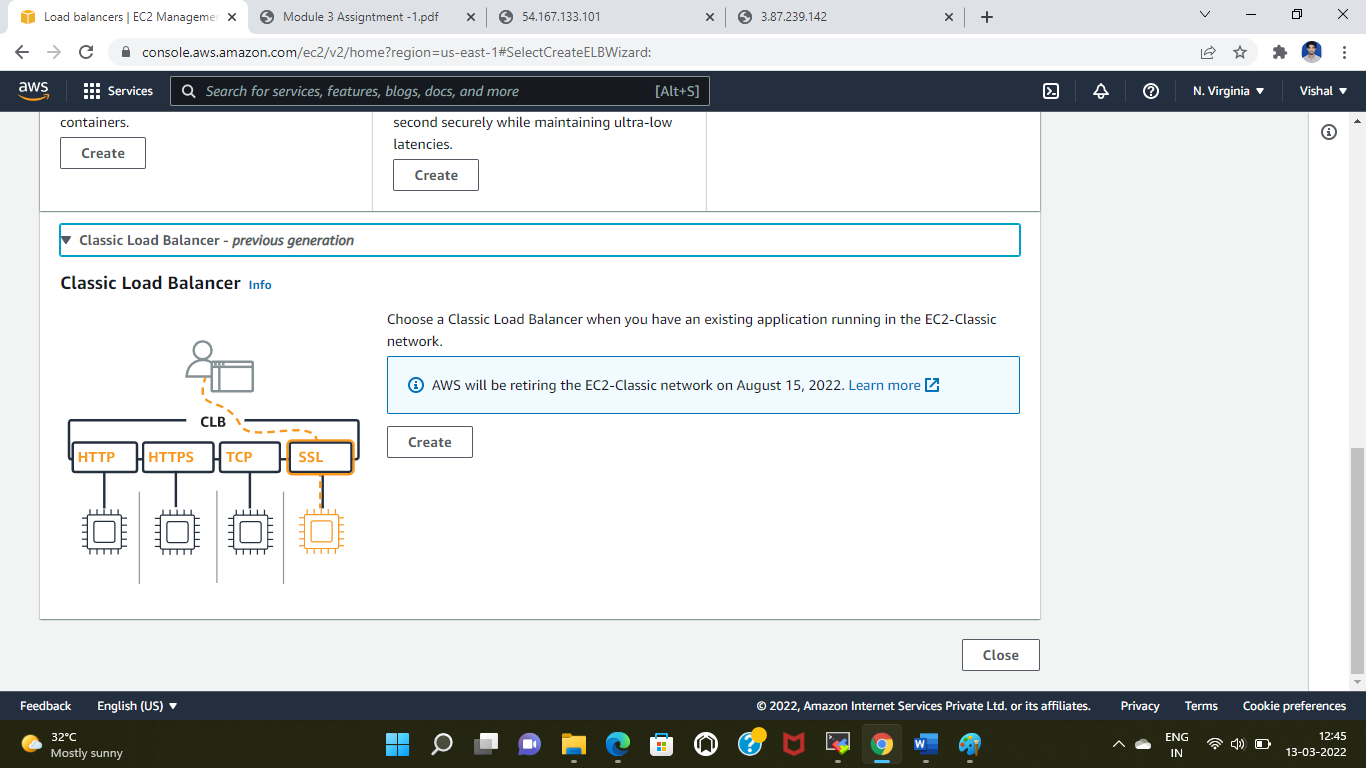 Load balancers | EC2 Manageme
Module 3 Assigntment -1.pdf
54.167.133.101
3.87.239.142
console.aws.amazon.com/ec2/v2/home?region=us-east-1#SelectCreateELBWizard:
aws
Services
Search for services, features, blogs, docs, and more
[Alt+S]
N. Virginia
Vishal
containers.
Create
second securely while maintaining ultra-low
latencies.
Create
Classic Load Balancer - previous generation
Classic Load Balancer Info
Choose a Classic Load Balancer when you have an existing application running in the EC2-Classic
network.
AWS will be retiring the EC2-Classic network on August 15, 2022. Learn more
Create
CLB
HTTP
HTTPS
TCP
SSL
Close
Feedback
English (US)
© 2022, Amazon Internet Services Private Ltd. or its affiliates.
Privacy
Terms
Cookie preferences
32°C
Mostly sunny
ENG
IN
12:45
13-03-2022